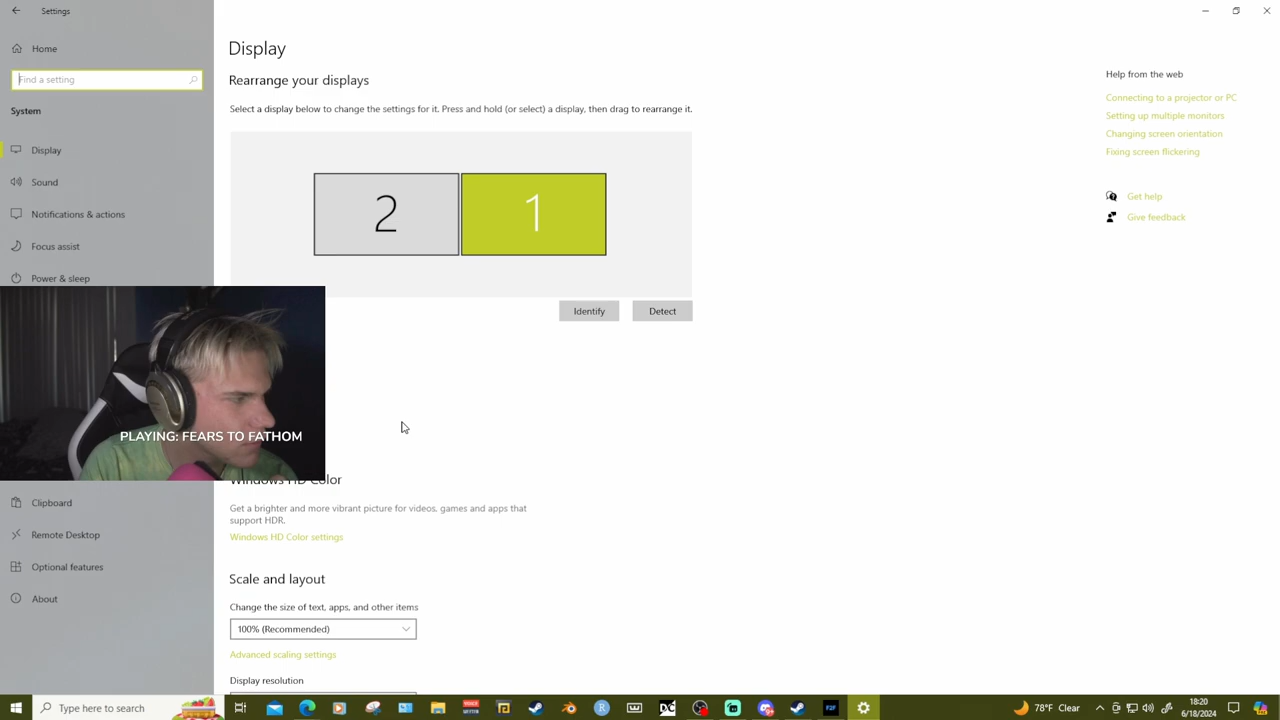 Settings
Home
Find a setting
System
Display
Sound
Notifications & actions
Focus assist
Power & sleep
PLAYING: FEARS TO FATHOM
Clipboard
Remote Desktop
Optional features
About
Display
Rearrange your displays
Select a display below to change the settings for it. Press and hold (or select) a display, then drag to rearrange it.
2
1
Identify
Detect
Windows HD Color
Get a brighter and more vibrant picture for videos, games and apps that
support HDR.
Windows HD Color settings
Scale and layout
Change the size of text, apps, and other items
100% (Recommended)
Advanced scaling settings
Display resolution
Help from the web
Connecting to a projector or PC
Setting up multiple monitors
Changing screen orientation
Fixing screen flickering
Get help
Give feedback
Type here to search
F2F
78°F Clear
18:20
6/18/2024